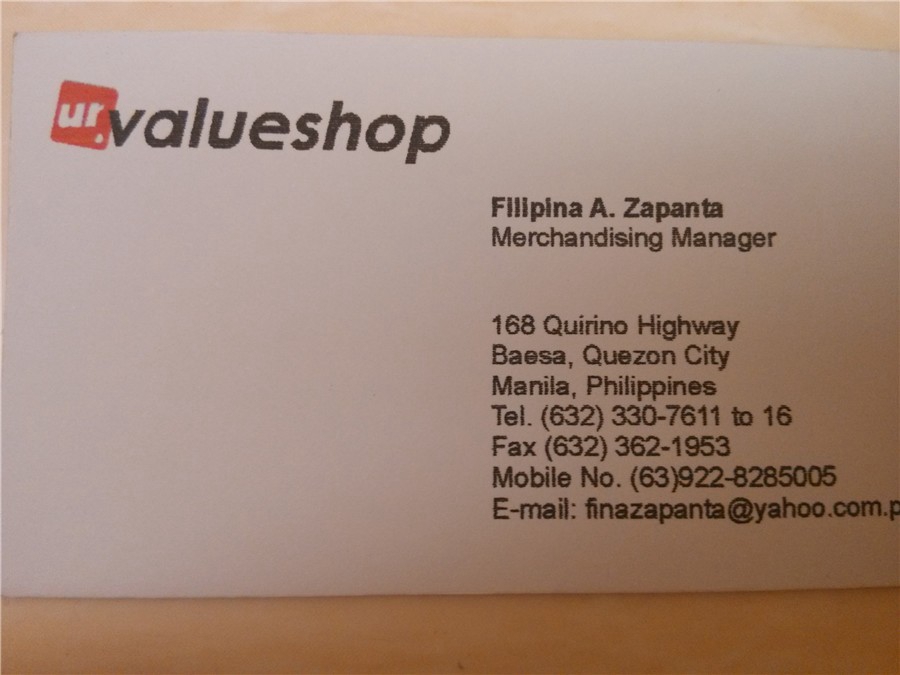 ur.valueshop
Filipina A. Zapanta
Merchandising Manager
168 Quirino Highway
Baesa, Quezon City
Manila, Philippines
Tel. (632) 330-7611 to 16
Fax (632) 362-1953
Mobile No. (63)922-8285005
E-mail: finazapanta@yahoo.com.p